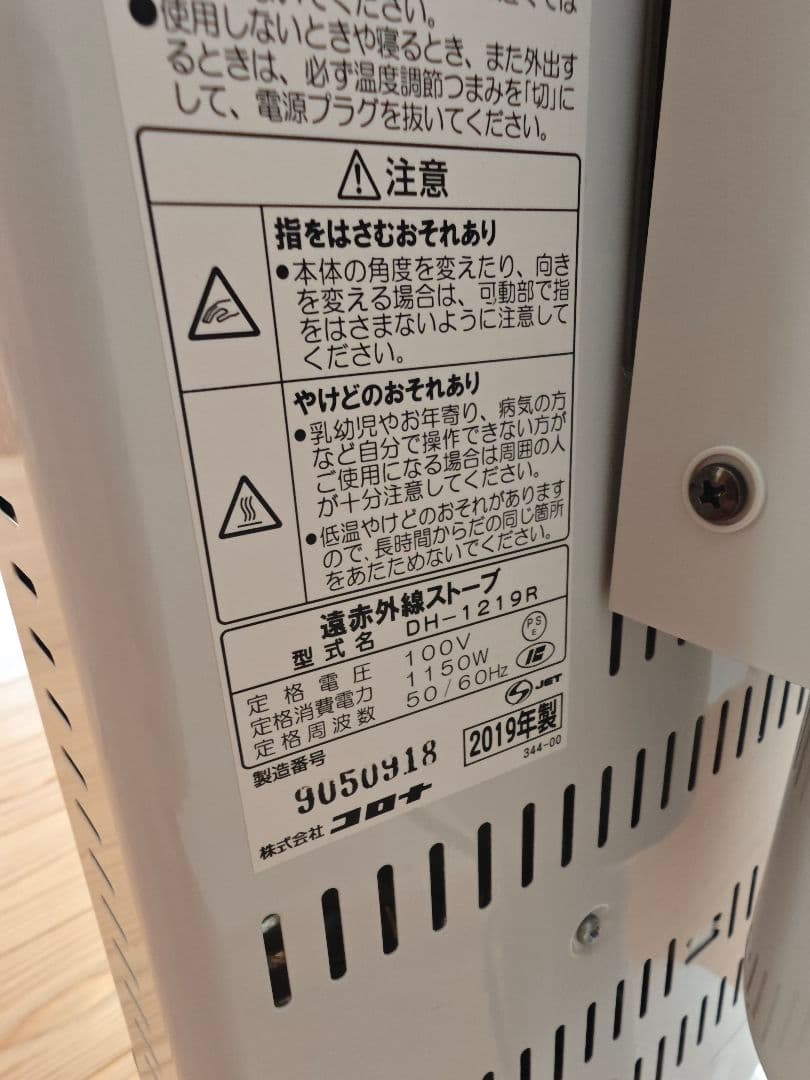 ください。
●使用しないときや寝るとき、また外出す
るときは、必ず温度調節つまみを「切」に
して、電源プラグを抜いてください。
注意
指をはさむおそれあり
●本体の角度を変えたり、向き
を変える場合は、可動部で指
をはさまないように注意して
ください。
やけどのおそれあり
●乳幼児やお年寄り、病気の方
など自分で操作できない方が
ご使用になる場合は周囲の人
が十分注意してください。
●低温やけどのおそれがあります
ので、長時間からだの同じ箇所
をあたためないでください。
遠赤外線ストーブ
型式名 DH-1219R
定格電圧 100V
定格消費電力 1150W
定格周波数 50/60Hz
PS
E
JET
製造番号
9050918
2019年製
344-00
株式会社 コロナ